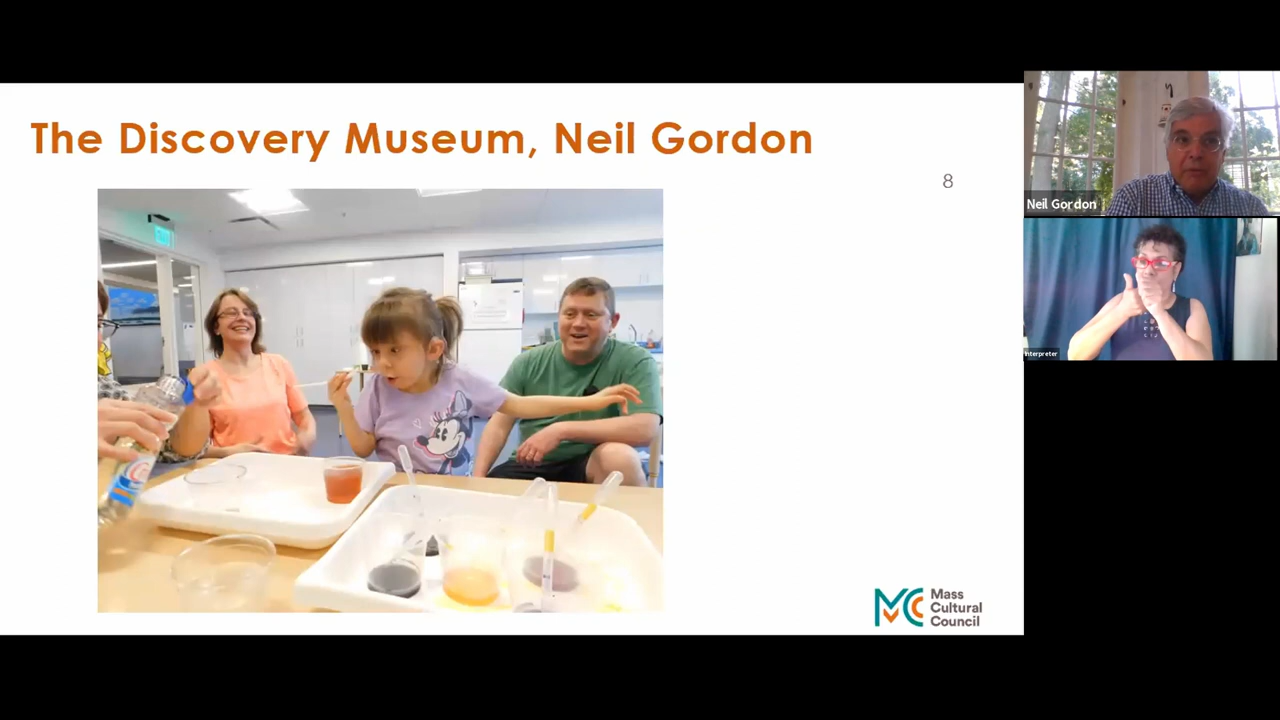 The Discovery Museum, Neil Gordon
8
Neil Gordon
Interpreter
Mass
Cultural
Council